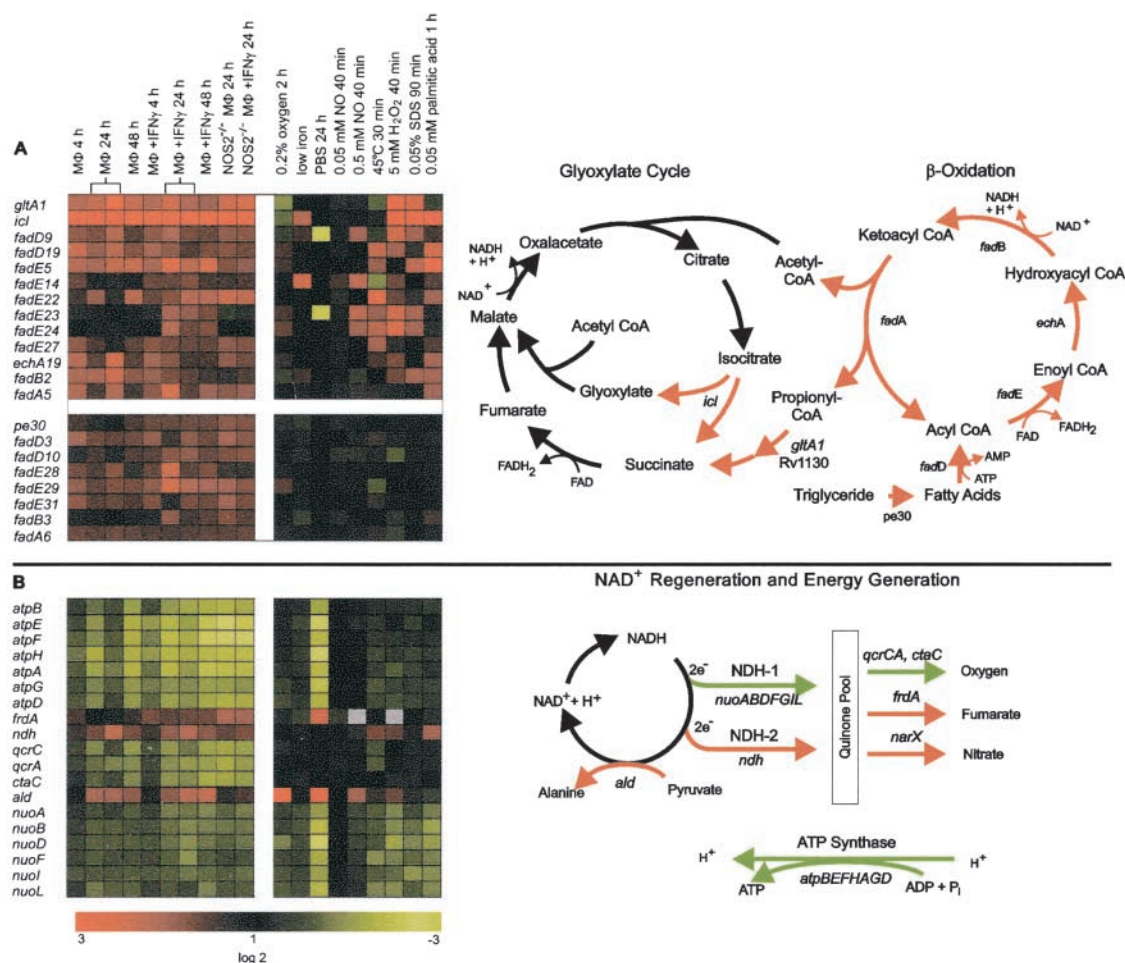 MΦ 4 h
MΦ 24 h
MΦ 48 h
MΦ +IFNγ 4 h
MΦ +IFNγ 24 h
MΦ +IFNγ 48 h
NOS2⁻/⁻ MΦ 24 h
NOS2⁻/⁻ MΦ +IFNγ 24 h
0.2% oxygen 2 h
low iron
PBS 24 h
0.05 mM NO 40 min
0.5 mM NO 40 min
45ºC 30 min
5 mM H₂O₂ 40 min
0.05% SDS 90 min
0.05 mM palmitic acid 1 h
A
gltA1
icl
fadD9
fadD19
fadE5
fadE14
fadE22
fadE23
fadE24
fadE27
echA19
fadB2
fadA5
pe30
fadD3
fadD10
fadE28
fadE29
fadE31
fadB3
fadA6
Glyoxylate Cycle
Oxalacetate
NADH
+ H⁺
NAD⁺
Malate
Citrate
Acetyl-
CoA
Acetyl CoA
Isocitrate
Glyoxylate
icl
Fumarate
FADH₂
FAD
Succinate
Propionyl-
CoA
gltA1
Rv1130
β-Oxidation
NADH
+ H⁺
NAD⁺
Ketoacyl CoA
fadB
Hydroxyacyl CoA
fadA
echA
Enoyl CoA
fadE
Acyl CoA
FAD
FADH₂
fadD
AMP
ATP
Triglyceride
Fatty Acids
pe30
B
atpB
atpE
atpF
atpH
atpA
atpG
atpD
frdA
ndh
qcrC
qcrA
ctaC
ald
nuoA
nuoB
nuoD
nuoF
nuoI
nuoL
3
1
-3
log 2
NAD⁺ Regeneration and Energy Generation
NADH
NAD⁺+ H⁺
2e⁻
NDH-1
nuoABDFGIL
2e⁻
NDH-2
ndh
Alanine
ald
Pyruvate
Quinone Pool
qcrCA, ctaC
Oxygen
frdA
Fumarate
narX
Nitrate
ATP Synthase
H⁺
H⁺
ATP
atpBEFHAGD
ADP + Pᵢ